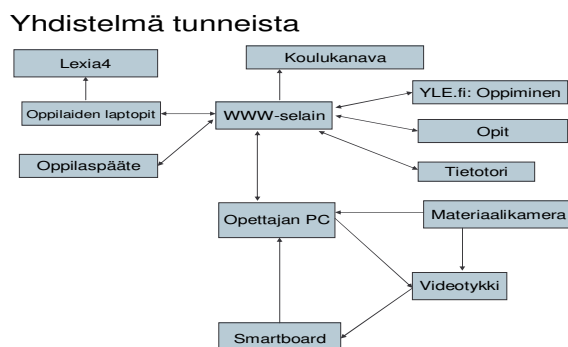 Yhdistelmä tunneista
Koulukanava
Lexia4
YLE.fi: Oppiminen
Oppilaiden laptopit
WWW-selain
Opit
Oppilaspääte
Tietotori
Opettajan PC
Materiaalikamera
Videotykki
Smartboard